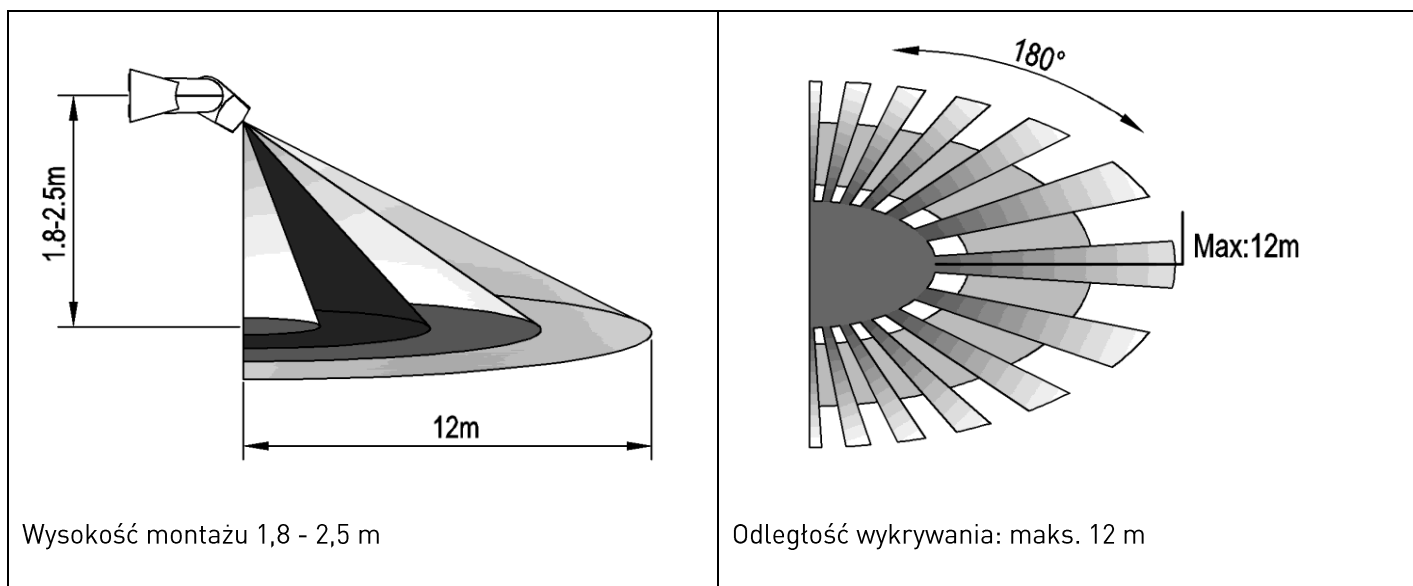 1.8-2.5m
12m
Wysokość montażu 1,8 - 2,5 m
180°
Max:12m
Odległość wykrywania: maks. 12 m